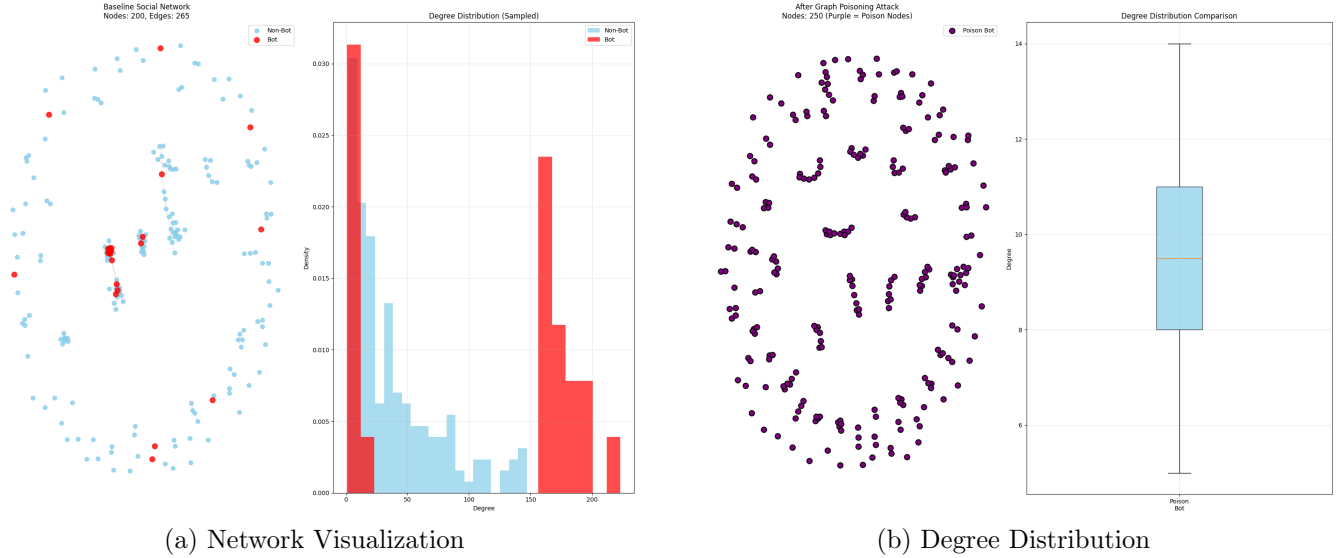 Baseline Social Network
Nodes: 200, Edges: 265
Non-Bot
Bot
Degree Distribution (Sampled)
Non-Bot
Bot
Density
0.030
0.025
0.020
0.015
0.010
0.005
0.000
0
50
100
150
200
Degree
After Graph Poisoning Attack
Nodes: 250 (Purple = Poison Nodes)
Poison Bot
Degree Distribution Comparison
Degree
14
12
10
8
6
Poison
Bot
(a) Network Visualization
(b) Degree Distribution